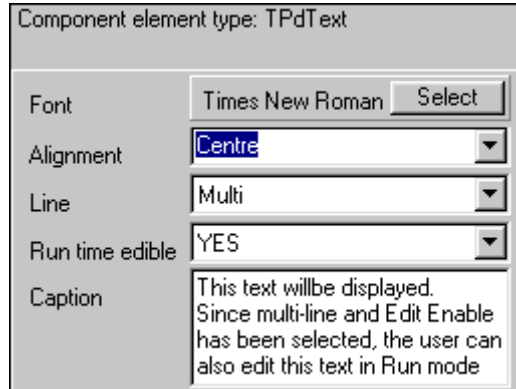 Component element type: TPdText
Font Times New Roman Select
Alignment Centre
Line Multi
Run time edible YES
Caption This text willbe displayed.
Since multi-line and Edit Enable
has been selected, the user can
also edit this text in Run mode